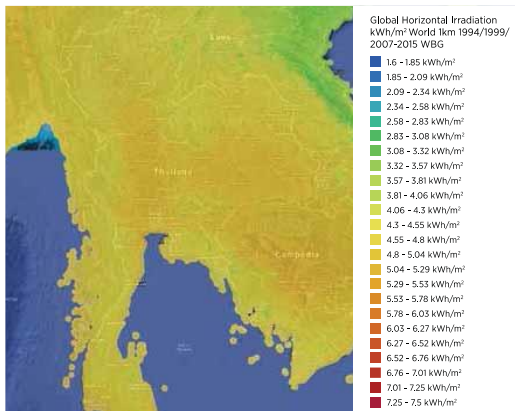 Laos
Thailand
Cambodia
Global Horizontal Irradiation
kWh/m² World 1km 1994/1999/
2007-2015 WBG
1.6 - 1.85 kWh/m²
1.85 - 2.09 kWh/m²
2.09 - 2.34 kWh/m²
2.34 - 2.58 kWh/m²
2.58 - 2.83 kWh/m²
2.83 - 3.08 kWh/m²
3.08 - 3.32 kWh/m²
3.32 - 3.57 kWh/m²
3.57 - 3.81 kWh/m²
3.81 - 4.06 kWh/m²
4.06 - 4.3 kWh/m²
4.3 - 4.55 kWh/m²
4.55 - 4.8 kWh/m²
4.8 - 5.04 kWh/m²
5.04 - 5.29 kWh/m²
5.29 - 5.53 kWh/m²
5.53 - 5.78 kWh/m²
5.78 - 6.03 kWh/m²
6.03 - 6.27 kWh/m²
6.27 - 6.52 kWh/m²
6.52 - 6.76 kWh/m²
6.76 - 7.01 kWh/m²
7.01 - 7.25 kWh/m²
7.25 - 7.5 kWh/m²